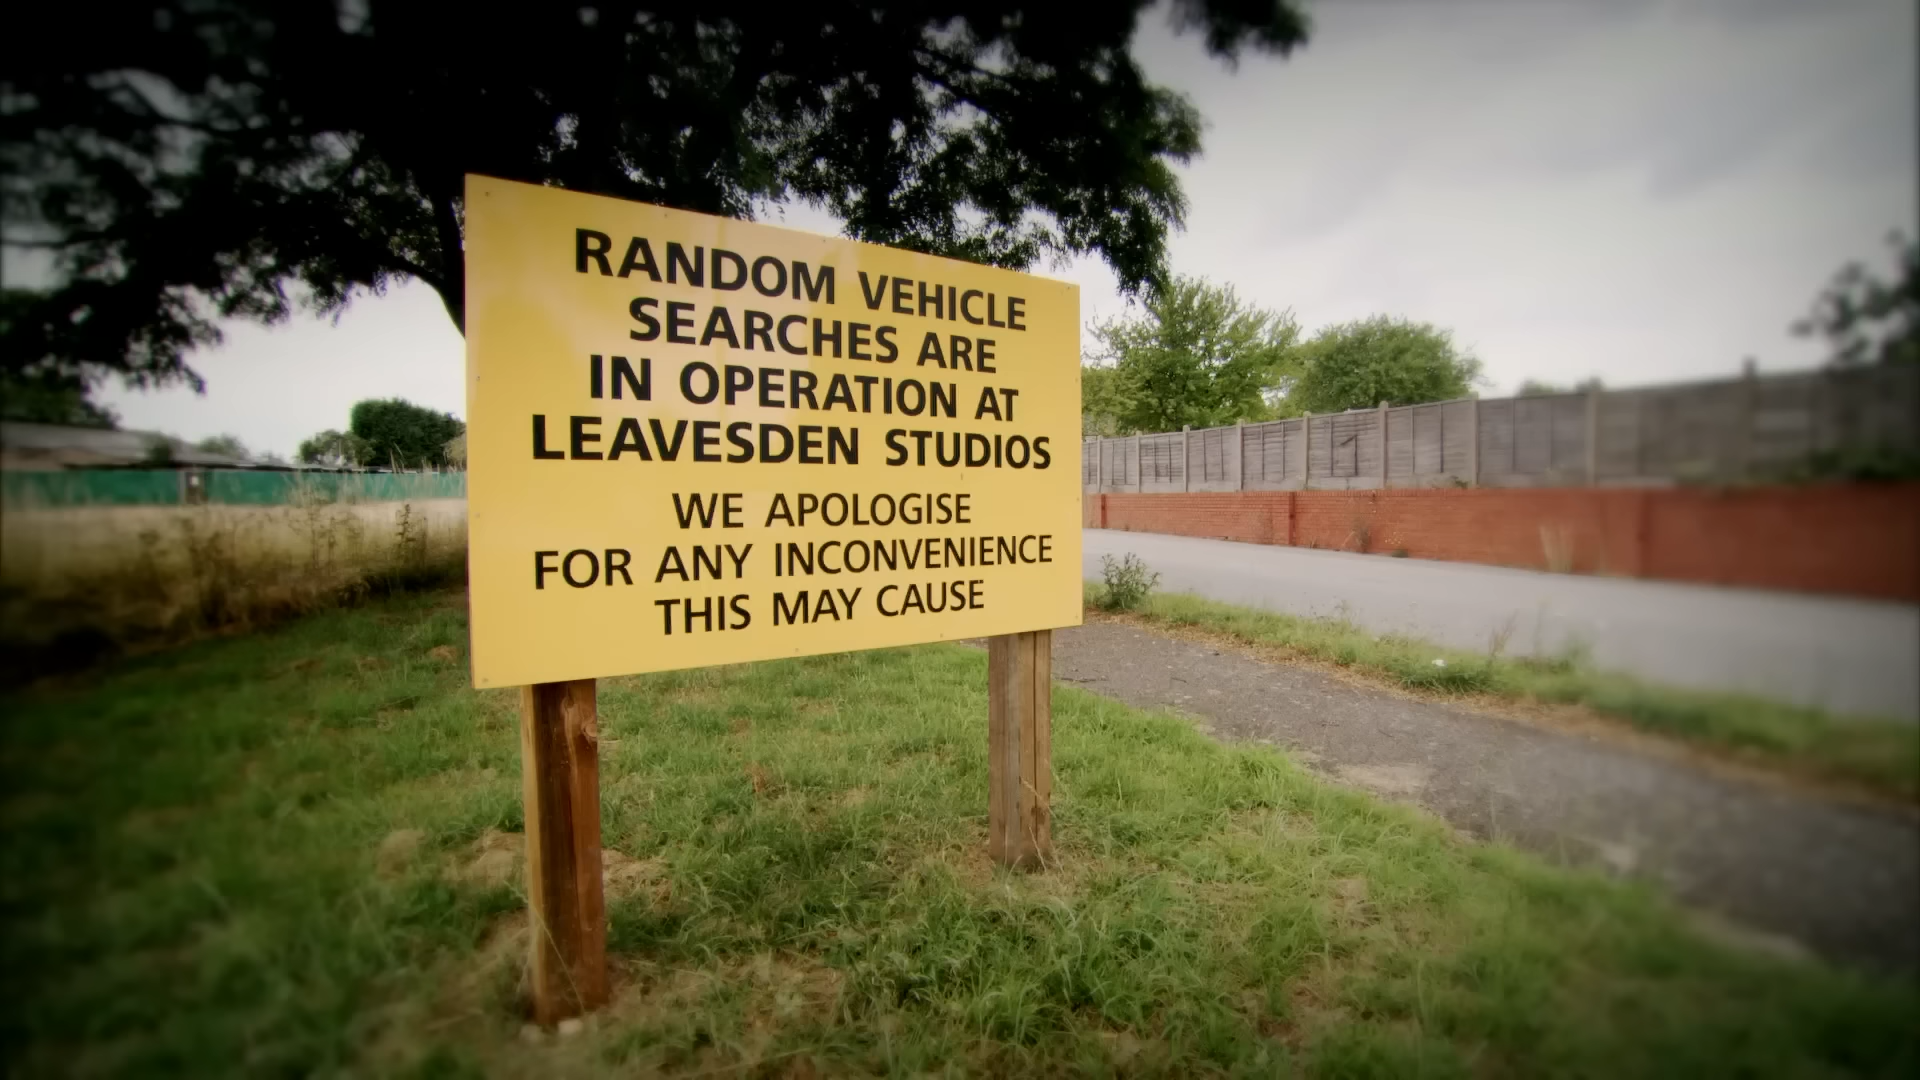 RANDOM VEHICLE
SEARCHES ARE
IN OPERATION AT
LEAVESDEN STUDIOS
WE APOLOGISE
FOR ANY INCONVENIENCE
THIS MAY CAUSE